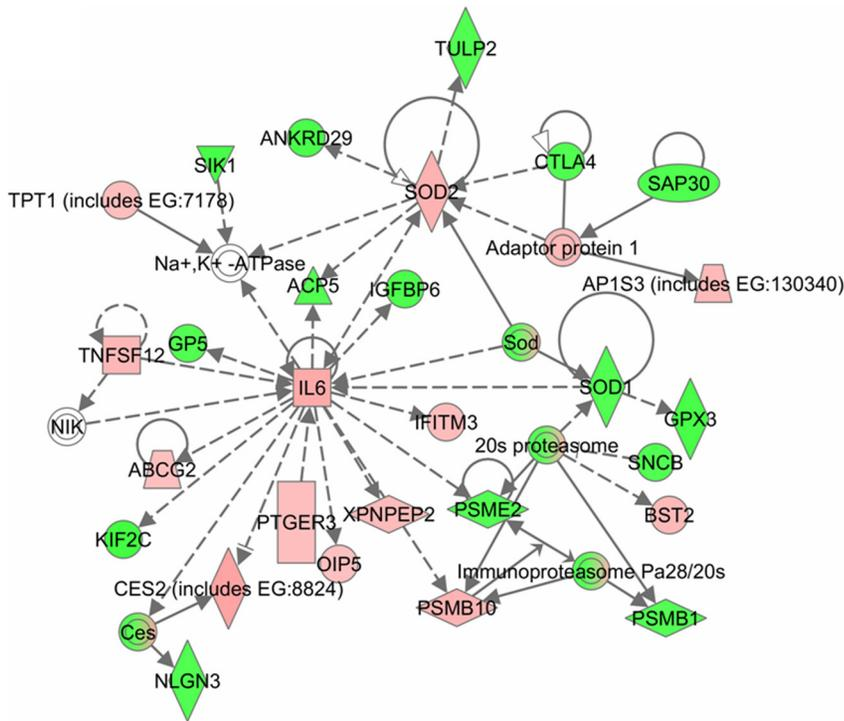 TULP2
ANKRD29
SIK1
CTLA4
SOD2
SAP30
TPT1 (includes EG:7178)
Adaptor protein 1
Na+,K+ -ATPase
ACP5
IGFBP6
AP1S3 (includes EG:130340)
TNFSF12
GP5
Sod
IL6
SOD1
NIK
IFITM3
GPX3
20s proteasome
ABCG2
SNCB
PTGER3
XPNPEP2
PSME2
BST2
KIF2C
OIP5
Immunoproteasome Pa28/20s
CES2 (includes EG:8824)
PSMB10
PSMB1
Ces
NLGN3